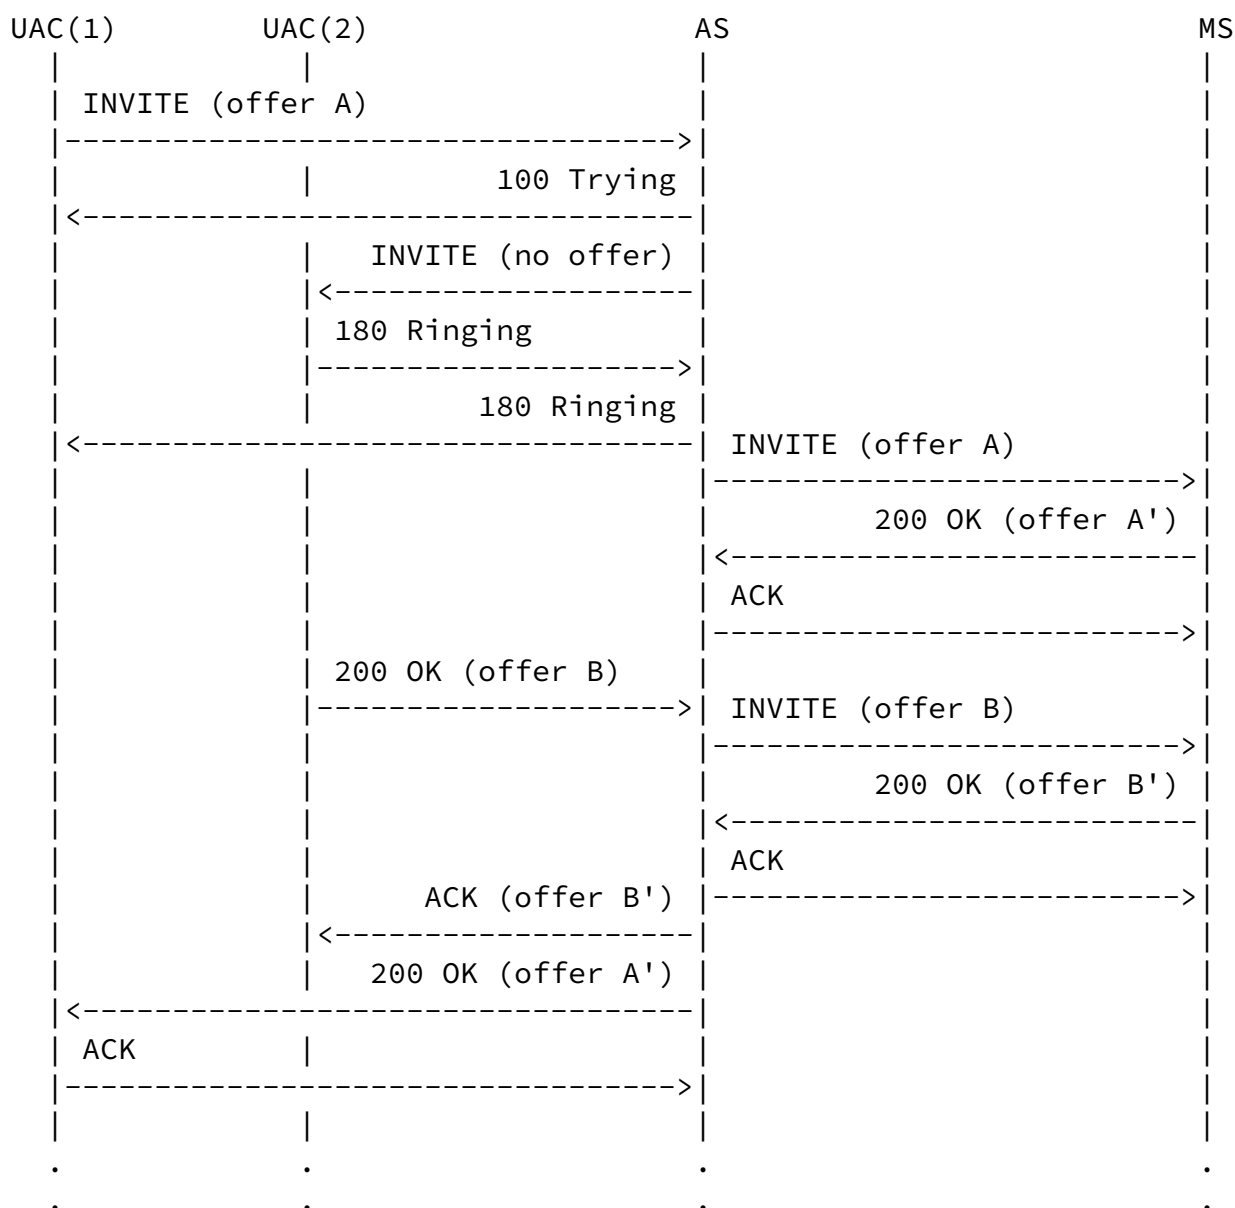 UAC(1) UAC(2) AS MS
INVITE (offer A)
100 Trying
INVITE (no offer)
180 Ringing
180 Ringing
INVITE (offer A)
200 OK (offer A')
ACK
200 OK (offer B)
INVITE (offer B)
200 OK (offer B')
ACK
ACK (offer B')
200 OK (offer A')
ACK